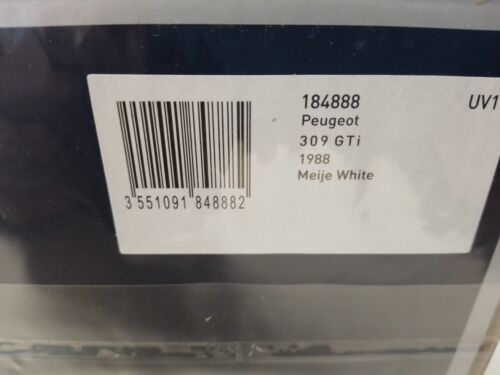 184888
UV1
Peugeot
309 GTi
1988
Meije White
3 551091 848882